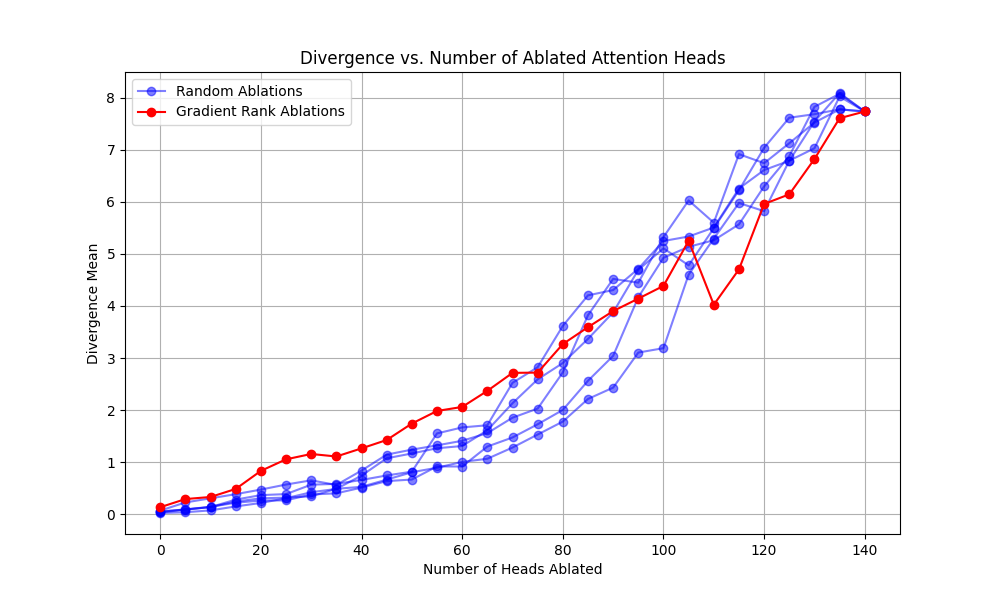 Divergence vs. Number of Ablated Attention Heads
Random Ablations
Gradient Rank Ablations
8
7
6
5
4
3
2
1
0
Divergence Mean
0 20 40 60 80 100 120 140
Number of Heads Ablated